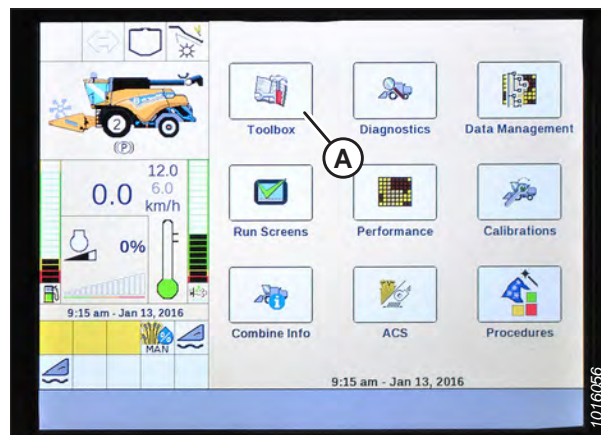 Toolbox
Diagnostics
Data Management
A
2
(P)
12.0
6.0
0.0
km/h
Run Screens
Performance
Calibrations
0%
9:15 am - Jan 13, 2016
MAN
Combine Info
ACS
Procedures
9:15 am - Jan 13, 2016
1016056